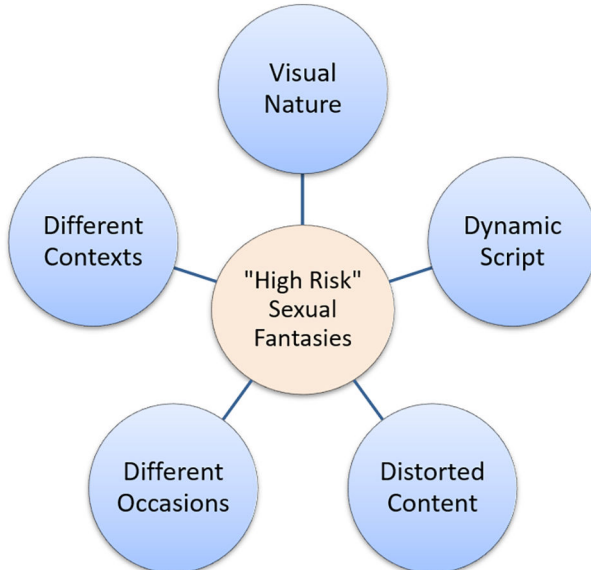 Visual
Nature
Dynamic
Script
Distorted
Content
Different
Occasions
Different
Contexts
"High Risk"
Sexual
Fantasies